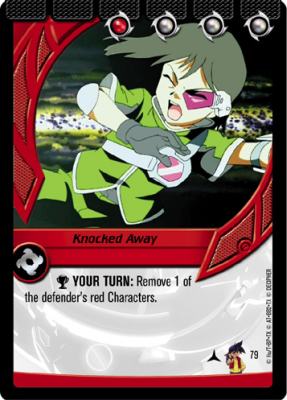 Knocked Away
YOUR TURN: Remove 1 of
the defender's red Characters.
79